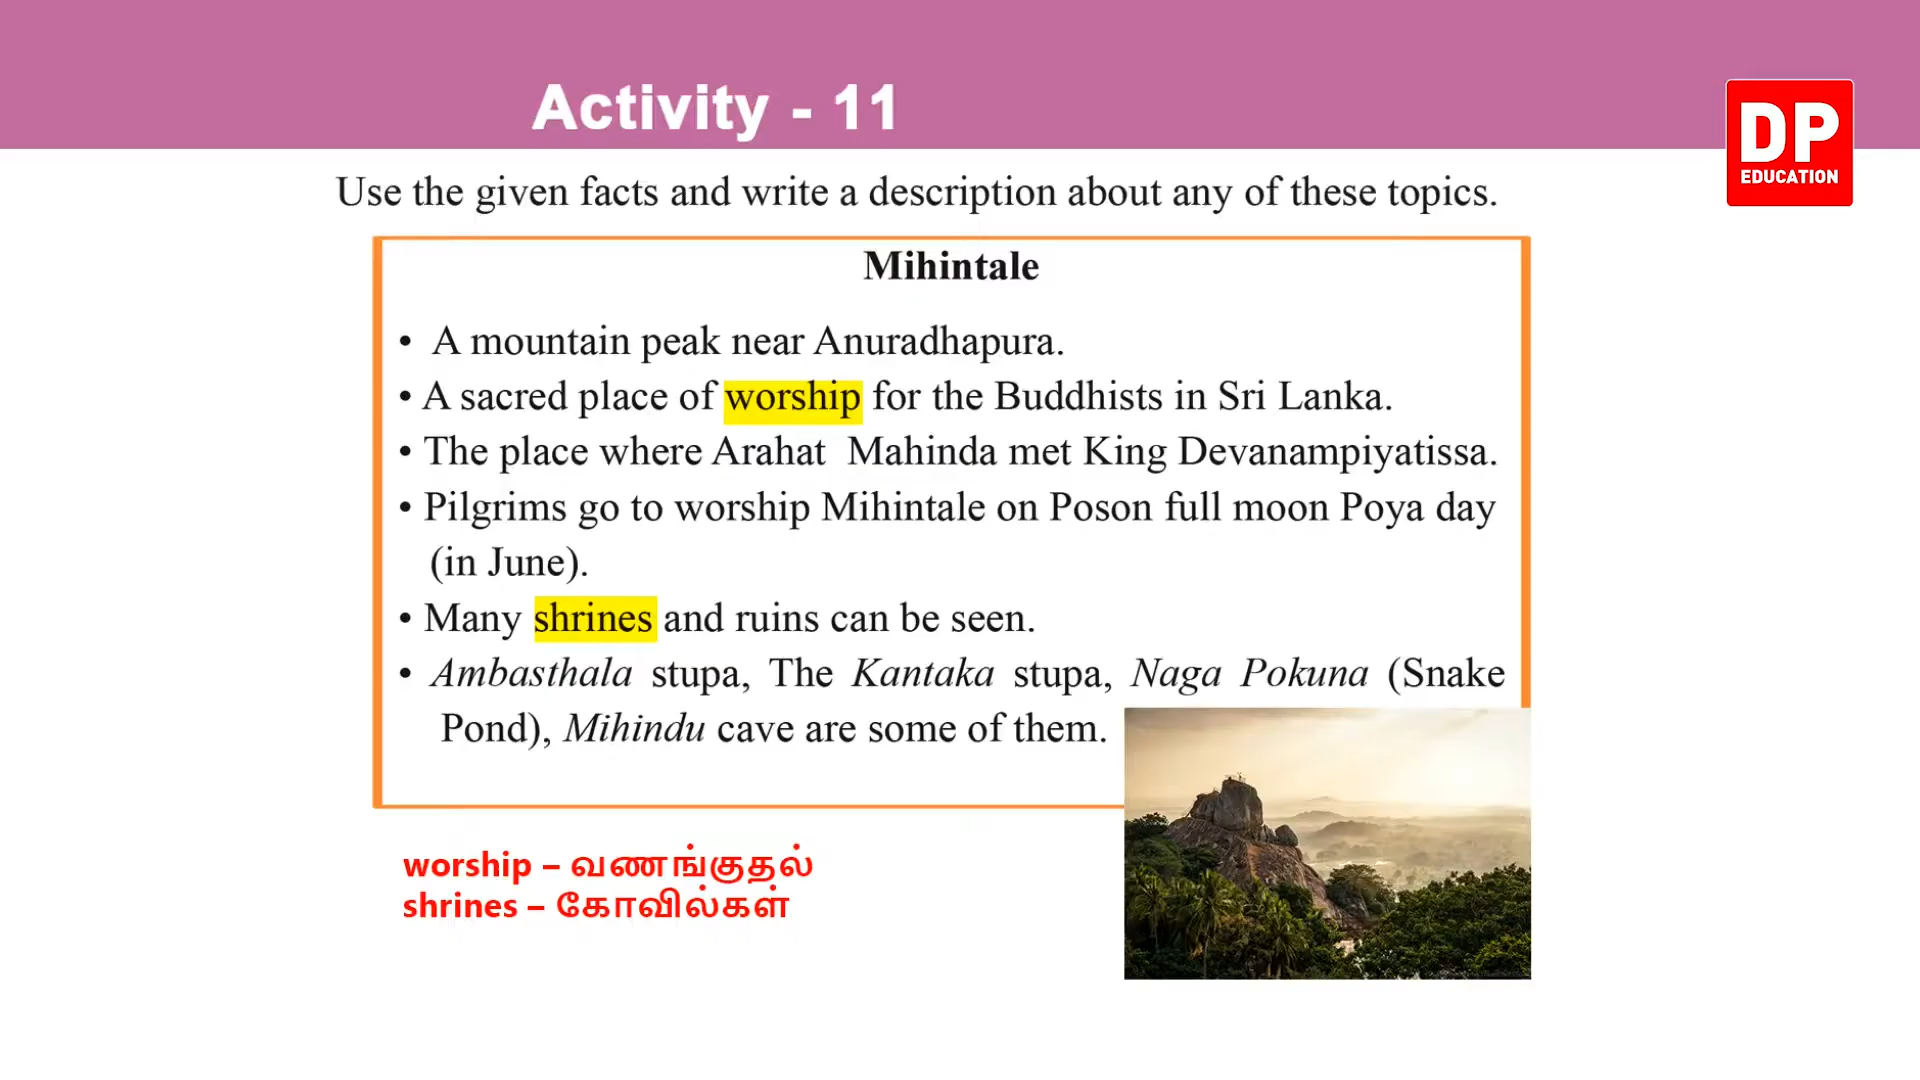 Activity - 11
DP
EDUCATION
Use the given facts and write a description about any of these topics.
Mihintale
• A mountain peak near Anuradhapura.
• A sacred place of worship for the Buddhists in Sri Lanka.
• The place where Arahat Mahinda met King Devanampiyatissa.
• Pilgrims go to worship Mihintale on Poson full moon Poya day
(in June).
• Many shrines and ruins can be seen.
• Ambasthala stupa, The Kantaka stupa, Naga Pokuna (Snake
Pond), Mihindu cave are some of them.
worship – வணங்குதல்
shrines – கோவில்கள்